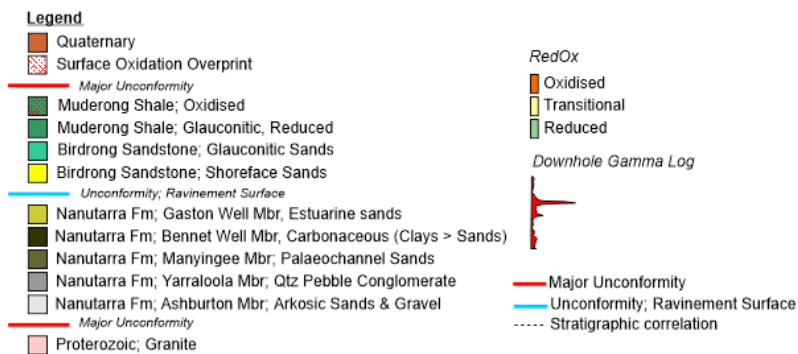 Legend
Quaternary
Surface Oxidation Overprint
Major Unconformity
Muderong Shale; Oxidised
Muderong Shale; Glauconitic, Reduced
Birdrong Sandstone; Glauconitic Sands
Birdrong Sandstone; Shoreface Sands
Unconformity; Ravinement Surface
Nanutarra Fm; Gaston Well Mbr, Estuarine sands
Nanutarra Fm; Bennet Well Mbr, Carbonaceous (Clays > Sands)
Nanutarra Fm; Manyingee Mbr; Palaeochannel Sands
Nanutarra Fm; Yarraloola Mbr; Qtz Pebble Conglomerate
Nanutarra Fm; Ashburton Mbr; Arkosic Sands & Gravel
Major Unconformity
Proterozoic; Granite
RedOx
Oxidised
Transitional
Reduced
Downhole Gamma Log
Major Unconformity
Unconformity; Ravinement Surface
Stratigraphic correlation